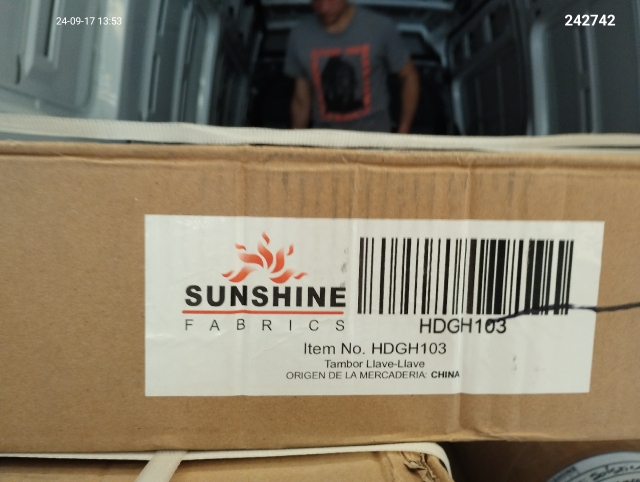 24-09-17 13:53
242742
SUNSHINE
FABRICS
HDGH103
Item No. HDGH103
Tambor Llave-Llave
ORIGEN DE LA MERCADERIA: CHINA